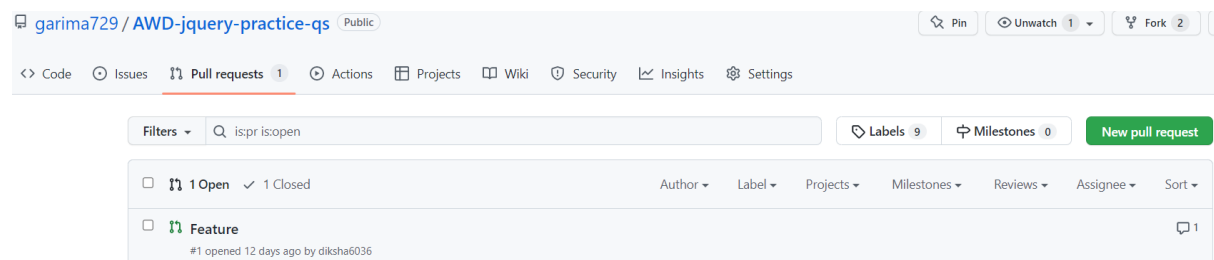 garima729 / AWD-jquery-practice-qs Public Pin Unwatch 1 Fork 2
Code Issues Pull requests 1 Actions Projects Wiki Security Insights Settings
Filters is:pr is:open Labels 9 Milestones 0 New pull request
1 Open 1 Closed Author Label Projects Milestones Reviews Assignee Sort
Feature 1
#1 opened 12 days ago by diksha6036